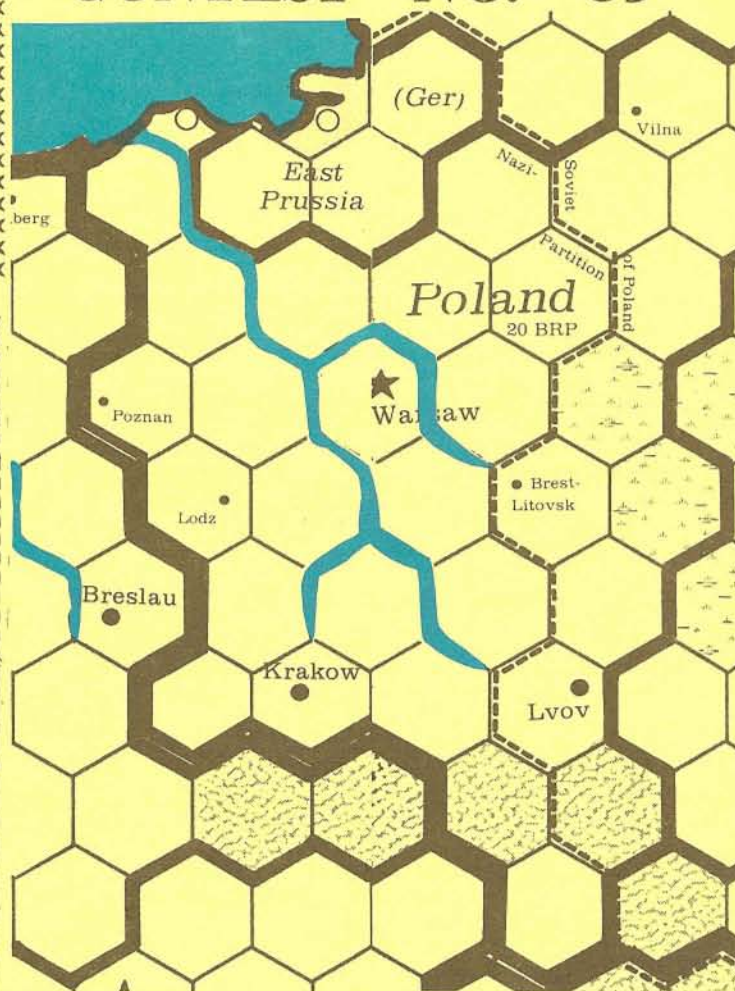 (Ger)
Vilna
East
Prussia
Nazi-
Soviet
Partition
of Poland
berg
Poland
20 BRP
Warsaw
Poznan
Lodz
Brest-
Litovsk
Breslau
Krakow
Lvov